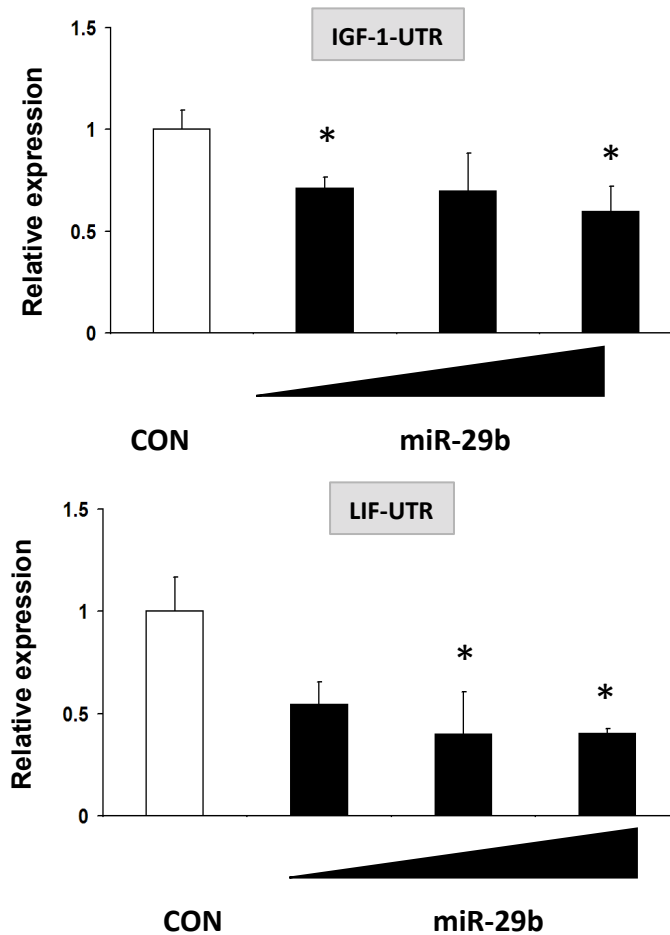 IGF-1-UTR
Relative expression
1.5
1
0.5
0
*
*
CON
miR-29b
LIF-UTR
Relative expression
1.5
1
0.5
0
*
*
CON
miR-29b